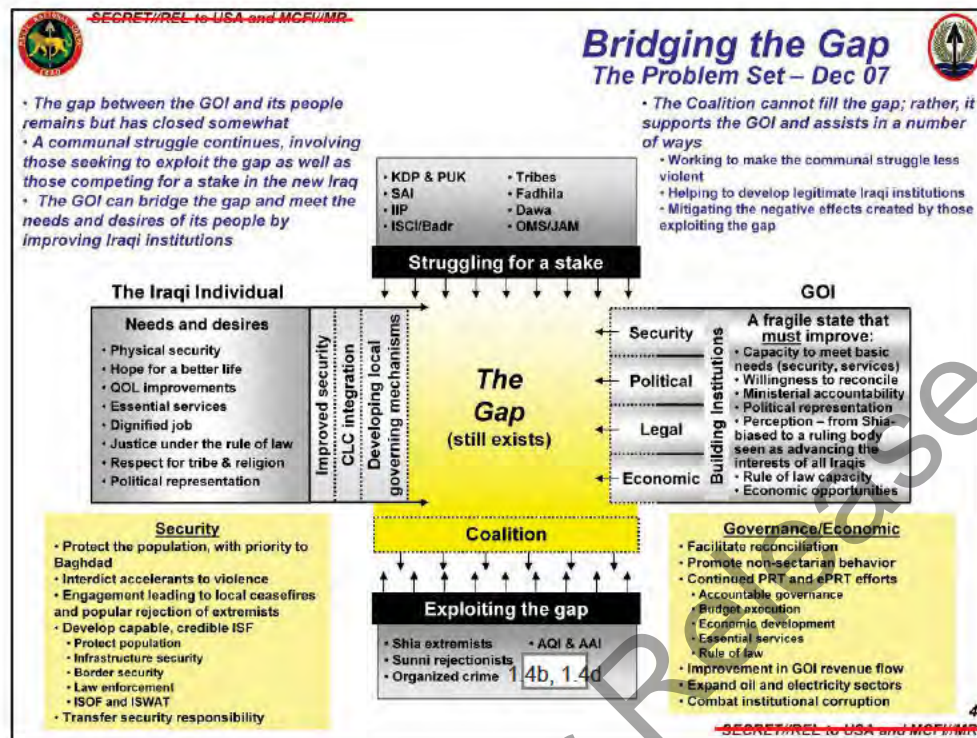 SECRET//REL to USA and MCFI//MR
Bridging the Gap
The Problem Set – Dec 07
• The gap between the GOI and its people
remains but has closed somewhat
• A communal struggle continues, involving
those seeking to exploit the gap as well as
those competing for a stake in the new Iraq
• The GOI can bridge the gap and meet the
needs and desires of its people by
improving Iraqi institutions
• The Coalition cannot fill the gap; rather, it
supports the GOI and assists in a number
of ways
• Working to make the communal struggle less
violent
• Helping to develop legitimate Iraqi institutions
• Mitigating the negative effects created by those
exploiting the gap
• KDP & PUK
• SAI
• IIP
• ISCI/Badr
• Tribes
• Fadhila
• Dawa
• OMS/JAM
Struggling for a stake
The Iraqi Individual
Needs and desires
• Physical security
• Hope for a better life
• QOL improvements
• Essential services
• Dignified job
• Justice under the rule of law
• Respect for tribe & religion
• Political representation
Improved security
CLC integration
Developing local
governing mechanisms
The
Gap
(still exists)
GOI
Security
Political
Legal
Economic
Building Institutions
A fragile state that
must improve:
• Capacity to meet basic
needs (security, services)
• Willingness to reconcile
• Ministerial accountability
• Political representation
• Perception – from Shia-
biased to a ruling body
seen as advancing the
interests of all Iraqis
• Rule of law capacity
• Economic opportunities
Coalition
Exploiting the gap
• Shia extremists
• Sunni rejectionists
• Organized crime
• AQI & AAI
1.4b, 1.4d
Security
• Protect the population, with priority to
Baghdad
• Interdict accelerants to violence
• Engagement leading to local ceasefires
and popular rejection of extremists
• Develop capable, credible ISF
• Protect population
• Infrastructure security
• Border security
• Law enforcement
• ISOF and ISWAT
• Transfer security responsibility
Governance/Economic
• Facilitate reconciliation
• Promote non-sectarian behavior
• Continued PRT and ePRT efforts
• Accountable governance
• Budget execution
• Economic development
• Essential services
• Rule of law
• Improvement in GOI revenue flow
• Expand oil and electricity sectors
• Combat institutional corruption
4
SECRET//REL to USA and MCFI//MR
Release